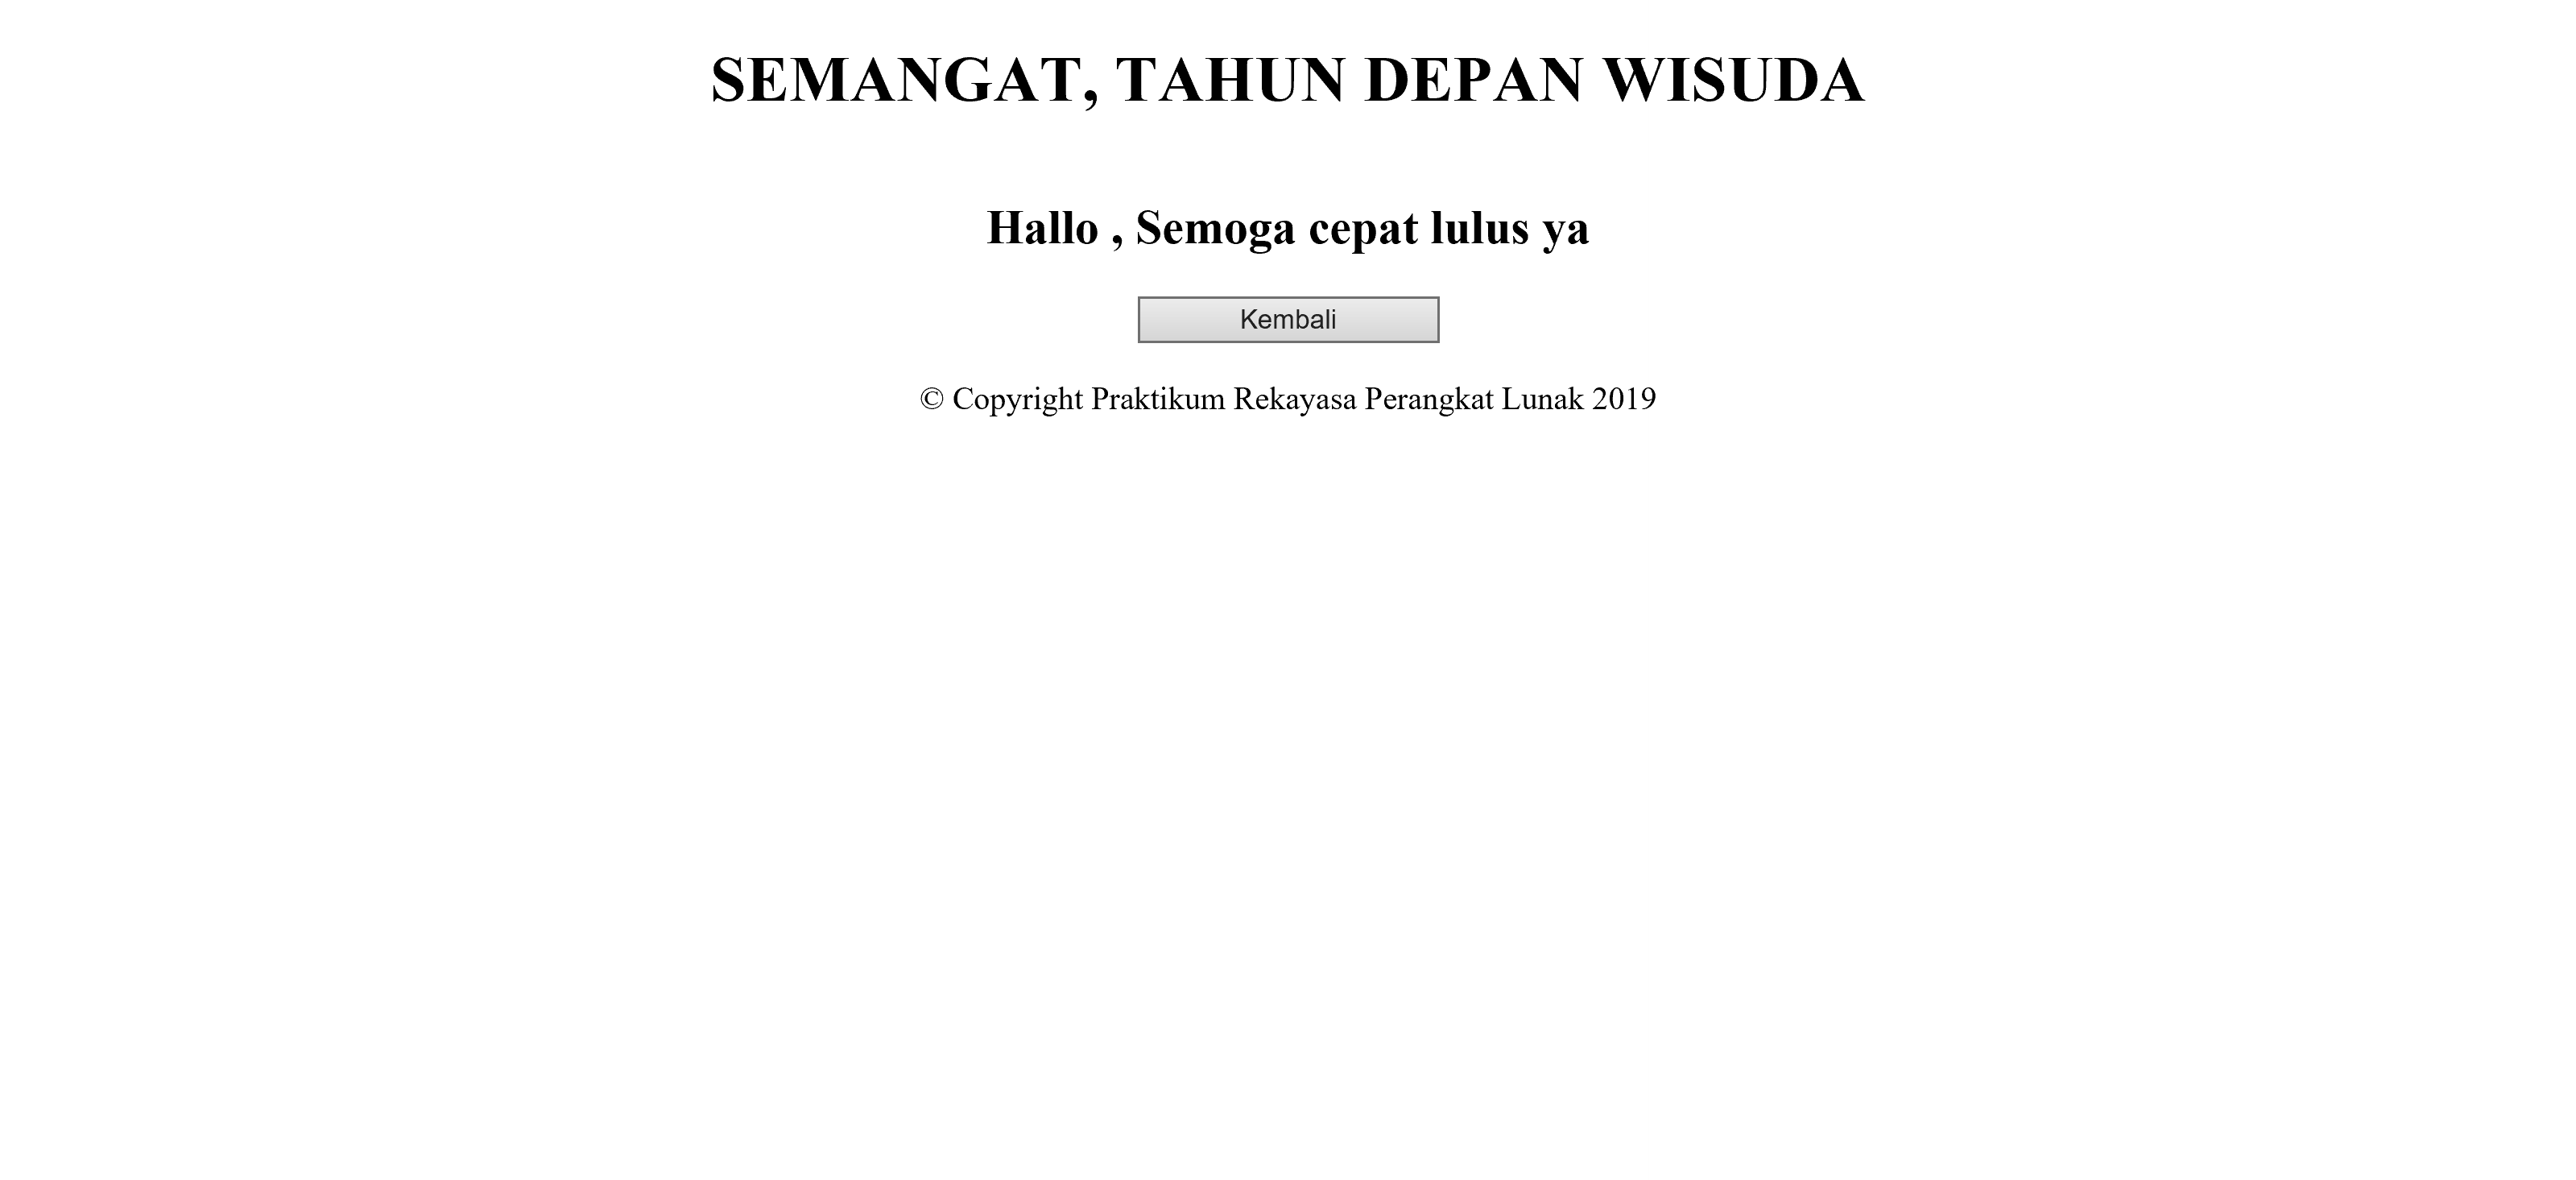 SEMANGAT, TAHUN DEPAN WISUDA
Hallo , Semoga cepat lulus ya
Kembali
© Copyright Praktikum Rekayasa Perangkat Lunak 2019